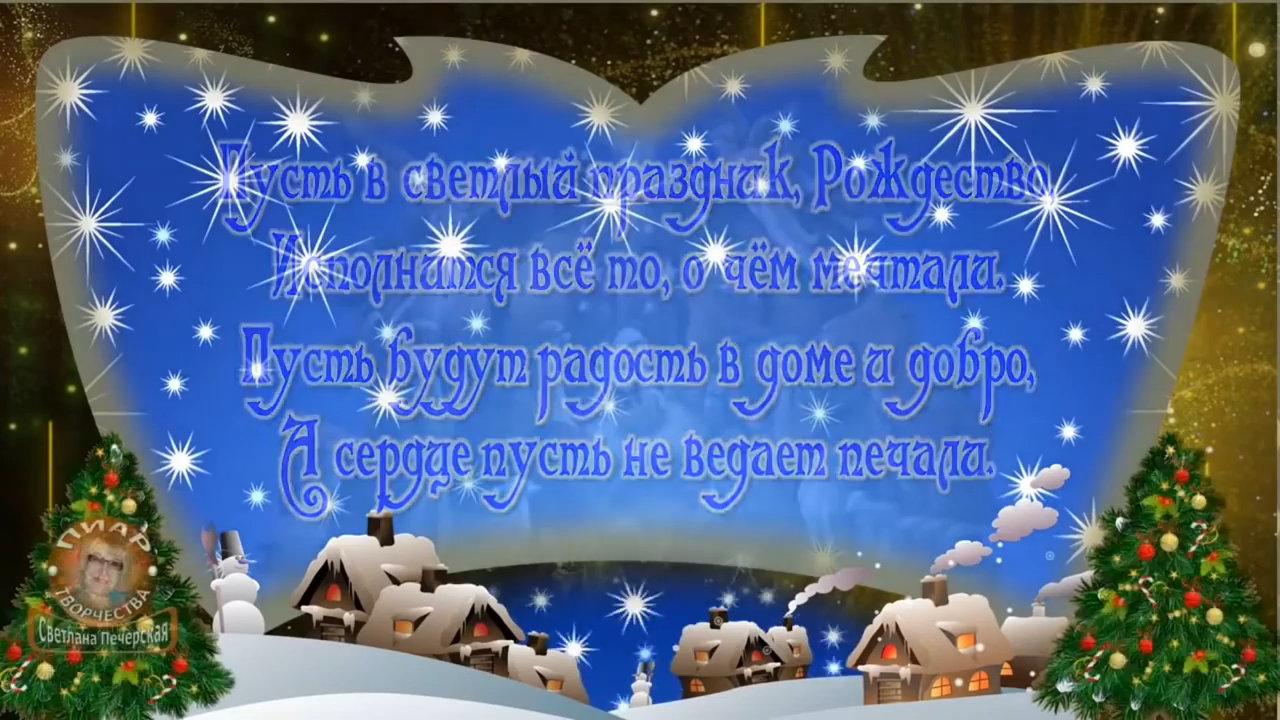 Пусть в светлый праздник, Рождество
Исполнится всё то, о чём мечтали.
Пусть будут радость в доме и добро,
А сердце пусть не ведает печали.
ПИАР
ТВОРЧЕСТВА
Светлана Печерская